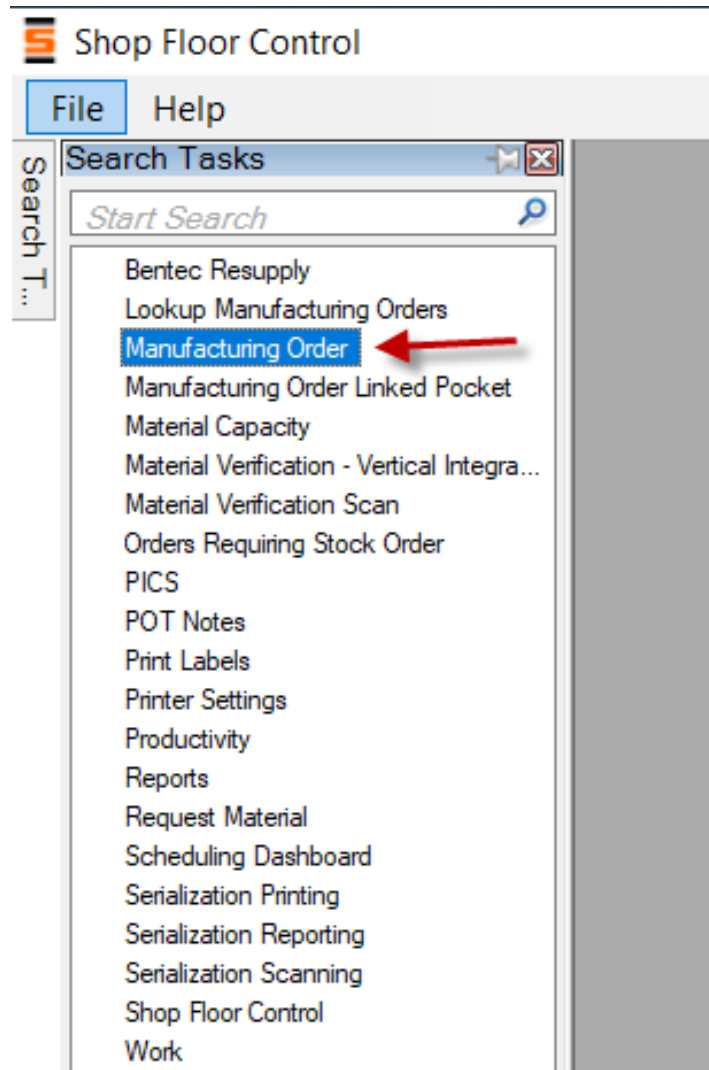 Shop Floor Control
File Help
Search T...
Search Tasks
Start Search
Bentec Resupply
Lookup Manufacturing Orders
Manufacturing Order
Manufacturing Order Linked Pocket
Material Capacity
Material Verification - Vertical Integra...
Material Verification Scan
Orders Requiring Stock Order
PICS
POT Notes
Print Labels
Printer Settings
Productivity
Reports
Request Material
Scheduling Dashboard
Serialization Printing
Serialization Reporting
Serialization Scanning
Shop Floor Control
Work